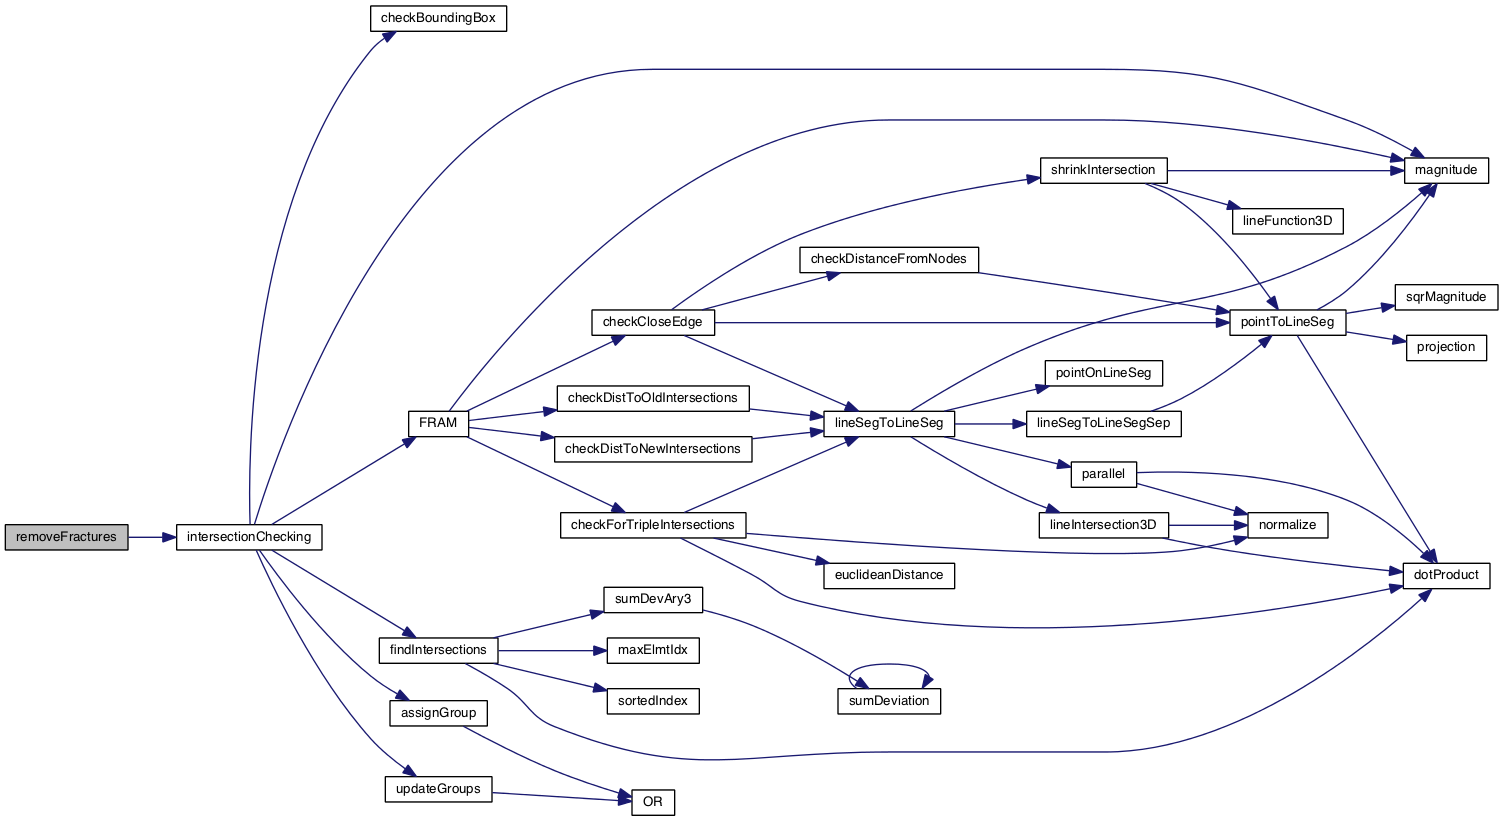 checkBoundingBox
shrinkIntersection
magnitude
lineFunction3D
checkDistanceFromNodes
sqrMagnitude
checkCloseEdge
pointToLineSeg
projection
pointOnLineSeg
checkDistToOldIntersections
FRAM
lineSegToLineSeg
lineSegToLineSegSep
checkDistToNewIntersections
parallel
checkForTripleIntersections
lineIntersection3D
normalize
removeFractures
intersectionChecking
euclideanDistance
dotProduct
sumDevAry3
findIntersections
maxElmtIdx
sortedIndex
sumDeviation
assignGroup
updateGroups
OR